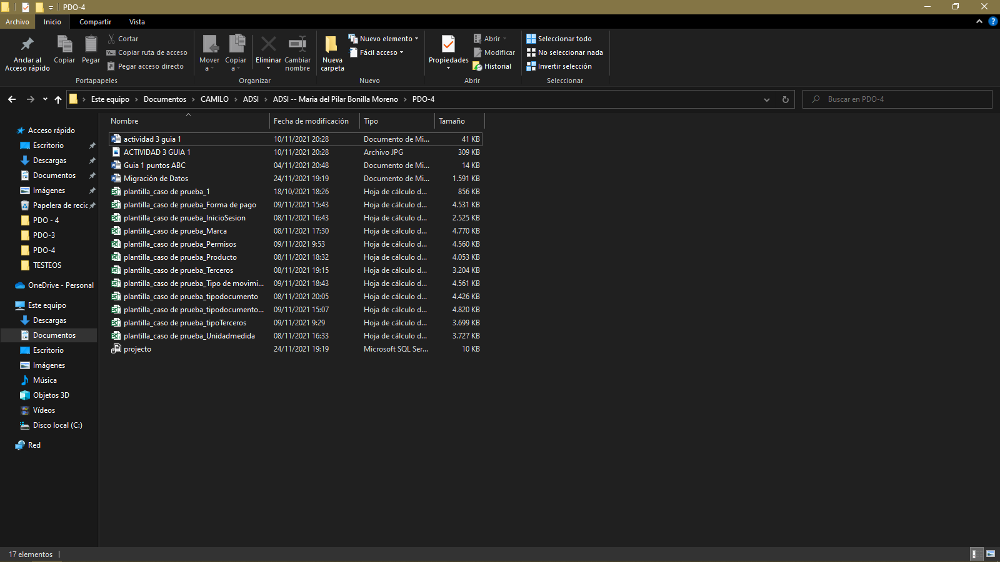 PDO-4
Archivo Inicio Compartir Vista
Anclar al Acceso rápido
Copiar
Pegar
Cortar
Copiar ruta de acceso
Pegar acceso directo
Portapapeles
Mover a
Copiar a
Eliminar
Cambiar nombre
Organizar
Nueva carpeta
Nuevo elemento
Fácil acceso
Nuevo
Propiedades
Abrir
Modificar
Historial
Abrir
Seleccionar todo
No seleccionar nada
Invertir selección
Seleccionar
Este equipo > Documentos > CAMILO > ADSI > ADSI -- Maria del Pilar Bonilla Moreno > PDO-4
Buscar en PDO-4
Acceso rápido
Escritorio
Descargas
Documentos
Imágenes
Papelera de recic
PDO - 4
PDO-3
PDO-4
TESTEOS
OneDrive - Personal
Este equipo
Descargas
Documentos
Escritorio
Imágenes
Música
Objetos 3D
Vídeos
Disco local (C:)
Red
Nombre Fecha de modificación Tipo Tamaño
actividad 3 guia 1 10/11/2021 20:28 Documento de Mi... 41 KB
ACTIVIDAD 3 GUIA 1 10/11/2021 20:28 Archivo JPG 309 KB
Guia 1 puntos ABC 04/11/2021 20:48 Documento de Mi... 14 KB
Migración de Datos 24/11/2021 19:19 Documento de Mi... 1.591 KB
plantilla_caso de prueba_1 18/10/2021 18:26 Hoja de cálculo d... 856 KB
plantilla_caso de prueba_Forma de pago 09/11/2021 15:43 Hoja de cálculo d... 4.531 KB
plantilla_caso de prueba_InicioSesion 08/11/2021 16:43 Hoja de cálculo d... 2.525 KB
plantilla_caso de prueba_Marca 08/11/2021 17:30 Hoja de cálculo d... 4.770 KB
plantilla_caso de prueba_Permisos 09/11/2021 9:53 Hoja de cálculo d... 4.560 KB
plantilla_caso de prueba_Producto 08/11/2021 18:32 Hoja de cálculo d... 4.053 KB
plantilla_caso de prueba_Terceros 08/11/2021 19:15 Hoja de cálculo d... 3.204 KB
plantilla_caso de prueba_Tipo de movimi... 09/11/2021 18:43 Hoja de cálculo d... 4.561 KB
plantilla_caso de prueba_tipodocumento 08/11/2021 20:05 Hoja de cálculo d... 4.426 KB
plantilla_caso de prueba_tipodocumento... 09/11/2021 15:07 Hoja de cálculo d... 4.820 KB
plantilla_caso de prueba_tipoTerceros 09/11/2021 9:29 Hoja de cálculo d... 3.699 KB
plantilla_caso de prueba_Unidadmedida 08/11/2021 16:33 Hoja de cálculo d... 3.727 KB
projecto 24/11/2021 19:19 Microsoft SQL Ser... 10 KB
17 elementos